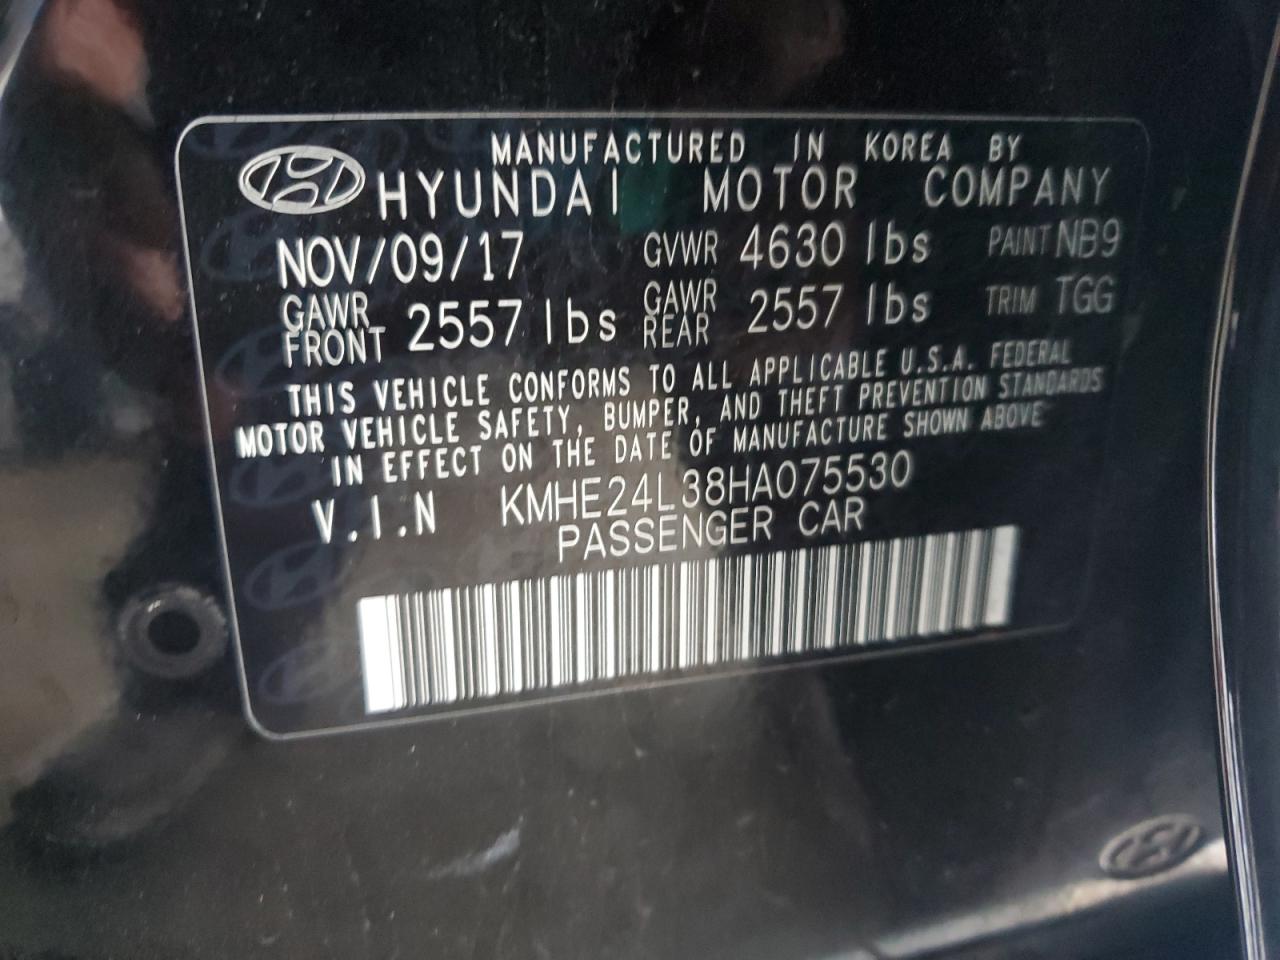 MANUFACTURED IN KOREA BY
HYUNDAI MOTOR COMPANY
NOV/09/17 GVWR 4630 lbs PAINT NB9
GAWR FRONT 2557 lbs GAWR REAR 2557 lbs TRIM TGG
THIS VEHICLE CONFORMS TO ALL APPLICABLE U.S.A. FEDERAL
MOTOR VEHICLE SAFETY, BUMPER, AND THEFT PREVENTION STANDARDS
IN EFFECT ON THE DATE OF MANUFACTURE SHOWN ABOVE
V.I.N KMHE24L38HA075530
PASSENGER CAR